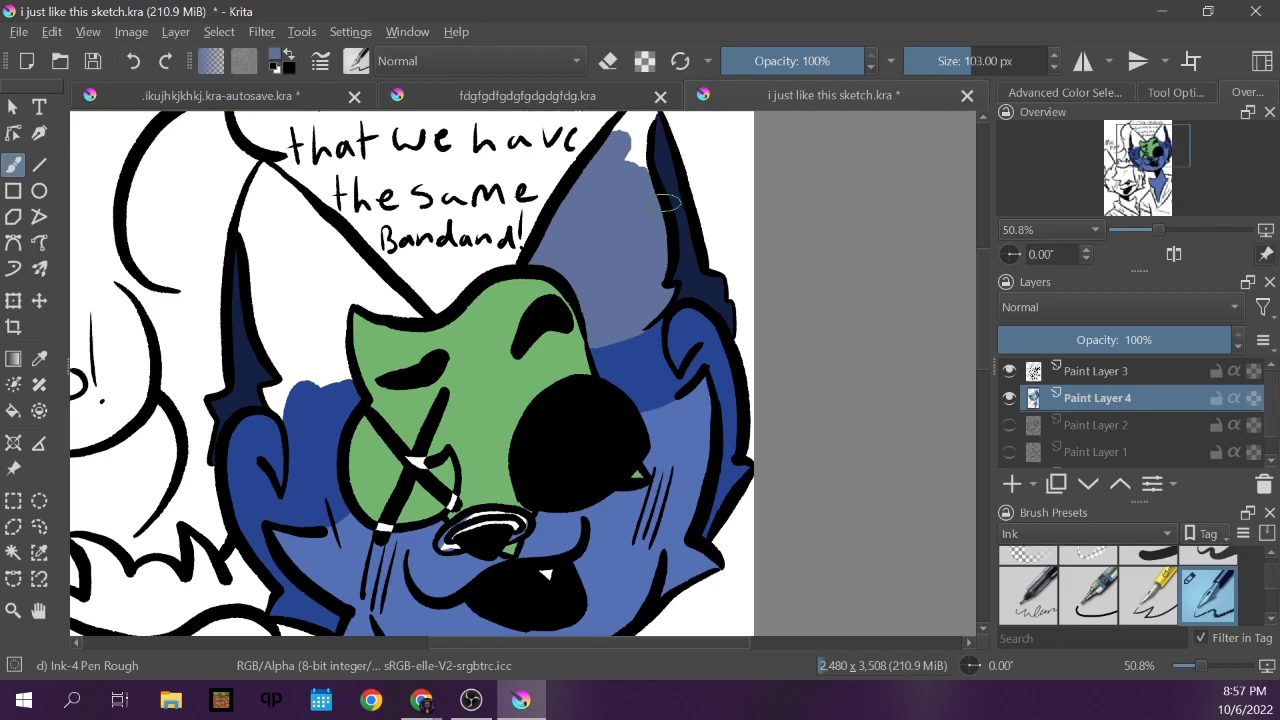 i just like this sketch.kra (210.9 MiB)  * - Krita
File Edit View Image Layer Select Filter Tools Settings Window Help
Normal Opacity: 100% Size: 103.00 px
.ikujhkjkhkj.kra-autosave.kra * fdgfgdfgdgfgdgdgfdg.kra i just like this sketch.kra *
Advanced Color Sele... Tool Opti... Over...
Overview
50.8%
0.00°
Layers
Normal
Opacity: 100%
Paint Layer 3
Paint Layer 4
Paint Layer 2
Paint Layer 1
Brush Presets
Ink Tag
Search Filter in Tag
that we have
the same
Bandand!
d) Ink-4 Pen Rough RGB/Alpha (8-bit integer/... sRGB-elle-V2-srgbtrc.icc 2,480 x 3,508 (210.9 MiB) 0.00° 50.8%
qp
8:57 PM
10/6/2022